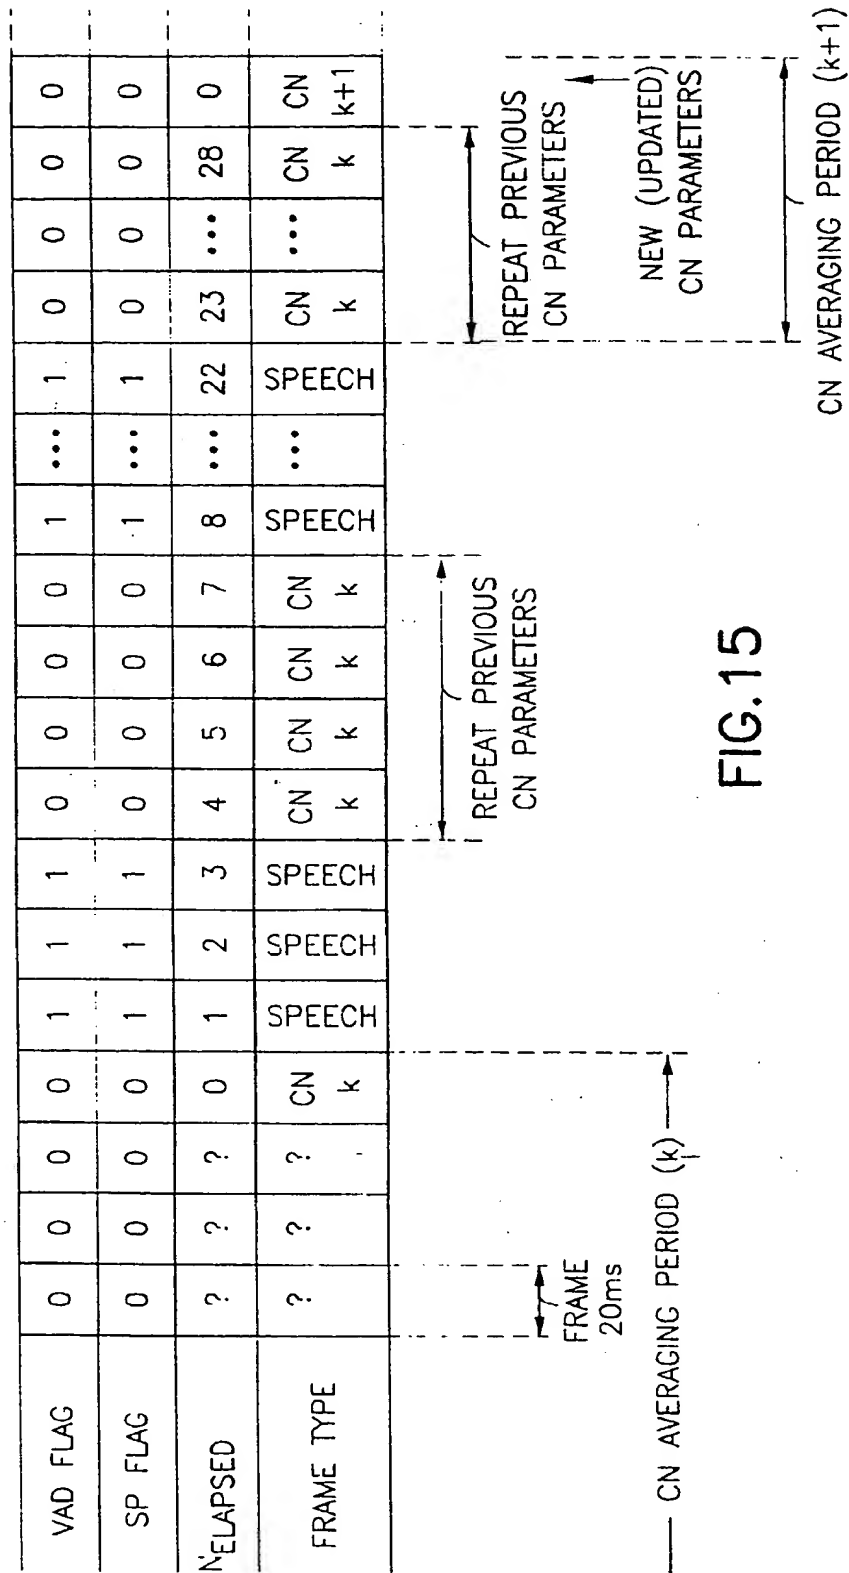 VAD FLAG 0 0 0 0 1 1 1 0 0 0 0 1 ... 1 0 0 0 0
SP FLAG 0 0 0 0 1 1 1 0 0 0 0 1 ... 1 0 0 0 0
NELAPSED ? ? ? 0 1 2 3 4 5 6 7 8 ... 22 23 ... 28 0
FRAME TYPE ? ? ? CN k SPEECH SPEECH SPEECH CN k CN k CN k CN k SPEECH ... SPEECH CN k ... CN k CN k+1
FRAME
20ms
REPEAT PREVIOUS
CN PARAMETERS
REPEAT PREVIOUS
CN PARAMETERS
NEW (UPDATED)
CN PARAMETERS
CN AVERAGING PERIOD (k)
CN AVERAGING PERIOD (k+1)
FIG.15